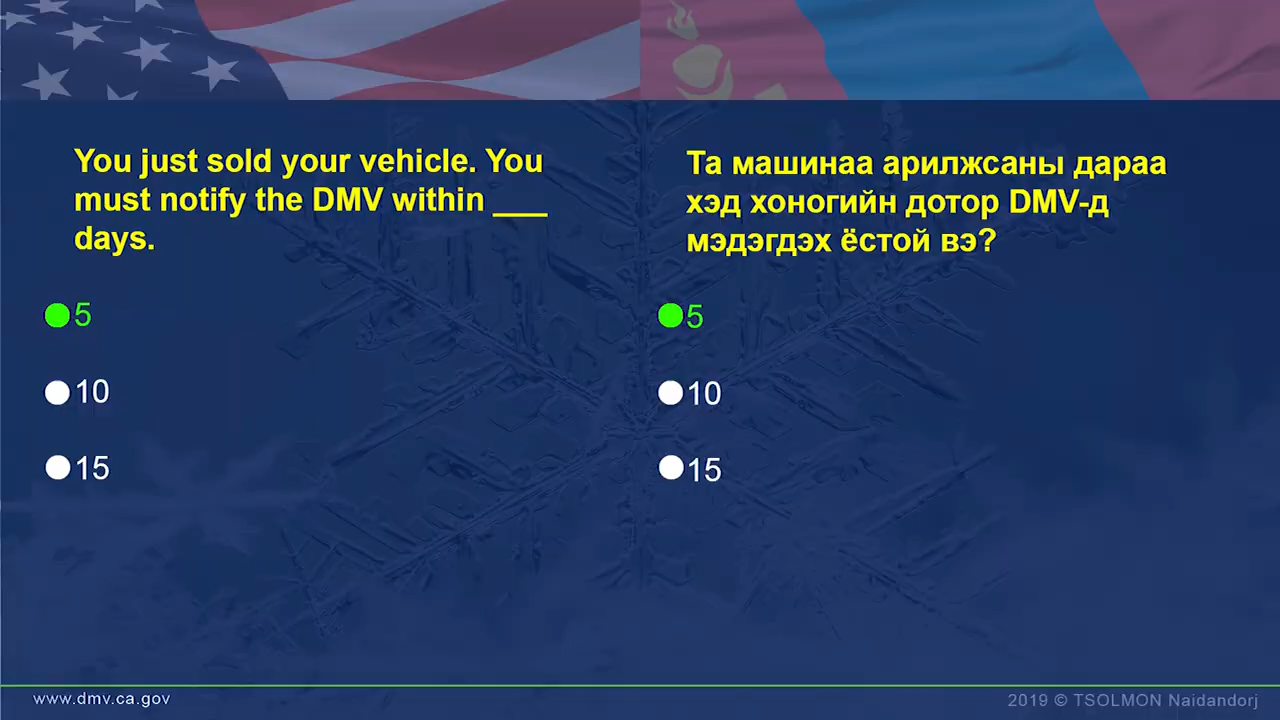 You just sold your vehicle. You
must notify the DMV within ___
days.
5
10
15
Та машинаа арилжсаны дараа
хэд хоногийн дотор DMV-д
мэдэгдэх ёстой вэ?
5
10
15
www.dmv.ca.gov
2019 © TSOLMON Naidandorj